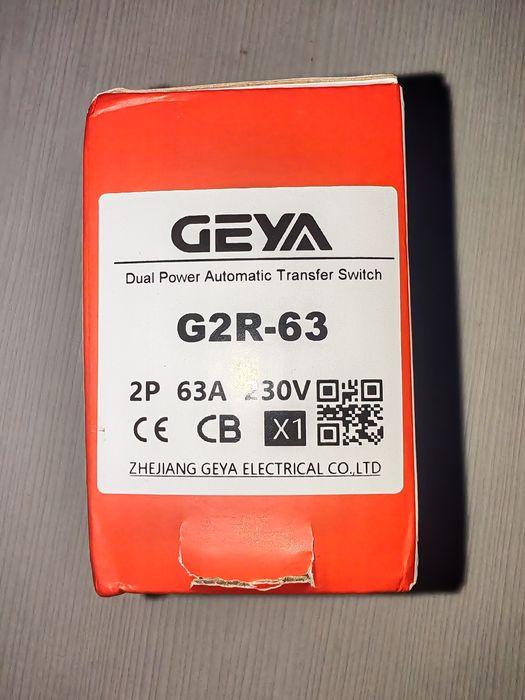 GEYA
Dual Power Automatic Transfer Switch
G2R-63
2P 63A 230V
CE CB X1
ZHEJIANG GEYA ELECTRICAL CO.,LTD